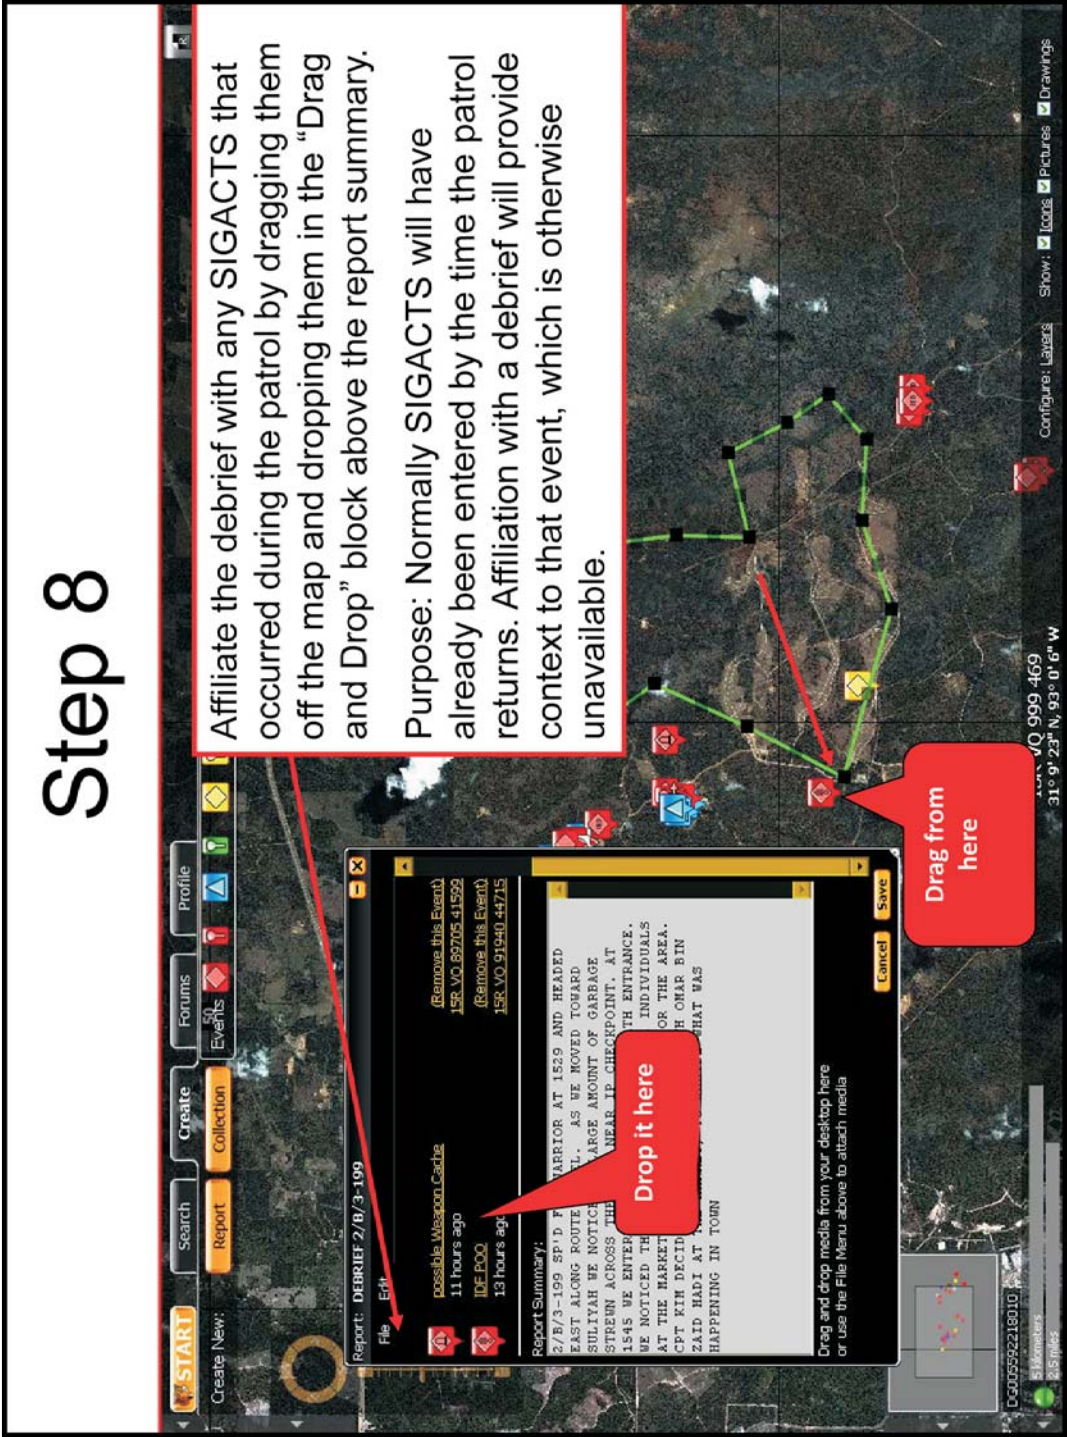 Step 8
START
Search
Create
Forums
Profile
Create New:
Report
Collection
50
Events
Affiliate the debrief with any SIGACTS that
occurred during the patrol by dragging them
off the map and dropping them in the “Drag
and Drop” block above the report summary.
Purpose: Normally SIGACTS will have
already been entered by the time the patrol
returns. Affiliation with a debrief will provide
context to that event, which is otherwise
unavailable.
Report: DEBRIEF 2/B/3-199
File Edit
possible Weapon Cache (Remove this Event)
11 hours ago 15R VQ 89705 41599
IDF POO (Remove this Event)
13 hours ago 15R VQ 91940 44715
Report Summary:
2/B/3-199 SP'D WARRIOR AT 1529 AND HEADED
EAST ALONG ROUTE AS WE MOVED TOWARD
SULIYAH WE NOTIC LARGE AMOUNT OF GARBAGE
STREWN ACROSS THE NEAR IP CHECKPOINT. AT
1545 WE ENTER TH ENTRANCE.
WE NOTICED TH INDIVIDUALS
AT THE MARKET OR THE AREA.
CPT KIM DECID H OMAR BIN
ZAID HADI AT WHAT WAS
HAPPENING IN TOWN
Drop it here
Drag and drop media from your desktop here
or use the File Menu above to attach media
Cancel
Save
Drag from
here
DG005592218010
5 kilometers
2.5 miles
VQ 999 469
31° 9' 23" N, 93° 0' 6" W
Configure: Layers Show: Icons Pictures Drawings